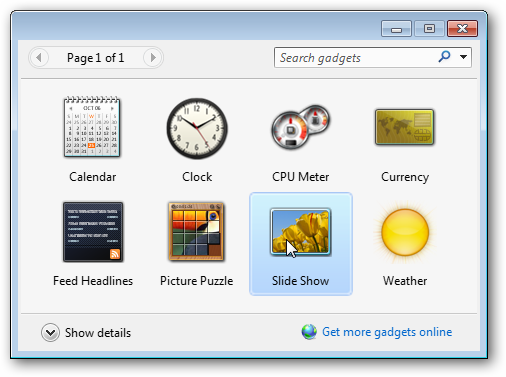 Page 1 of 1
Search gadgets
OCT 06
Calendar
Clock
CPU Meter
Currency
Feed Headlines
Picture Puzzle
Slide Show
Weather
Show details
Get more gadgets online